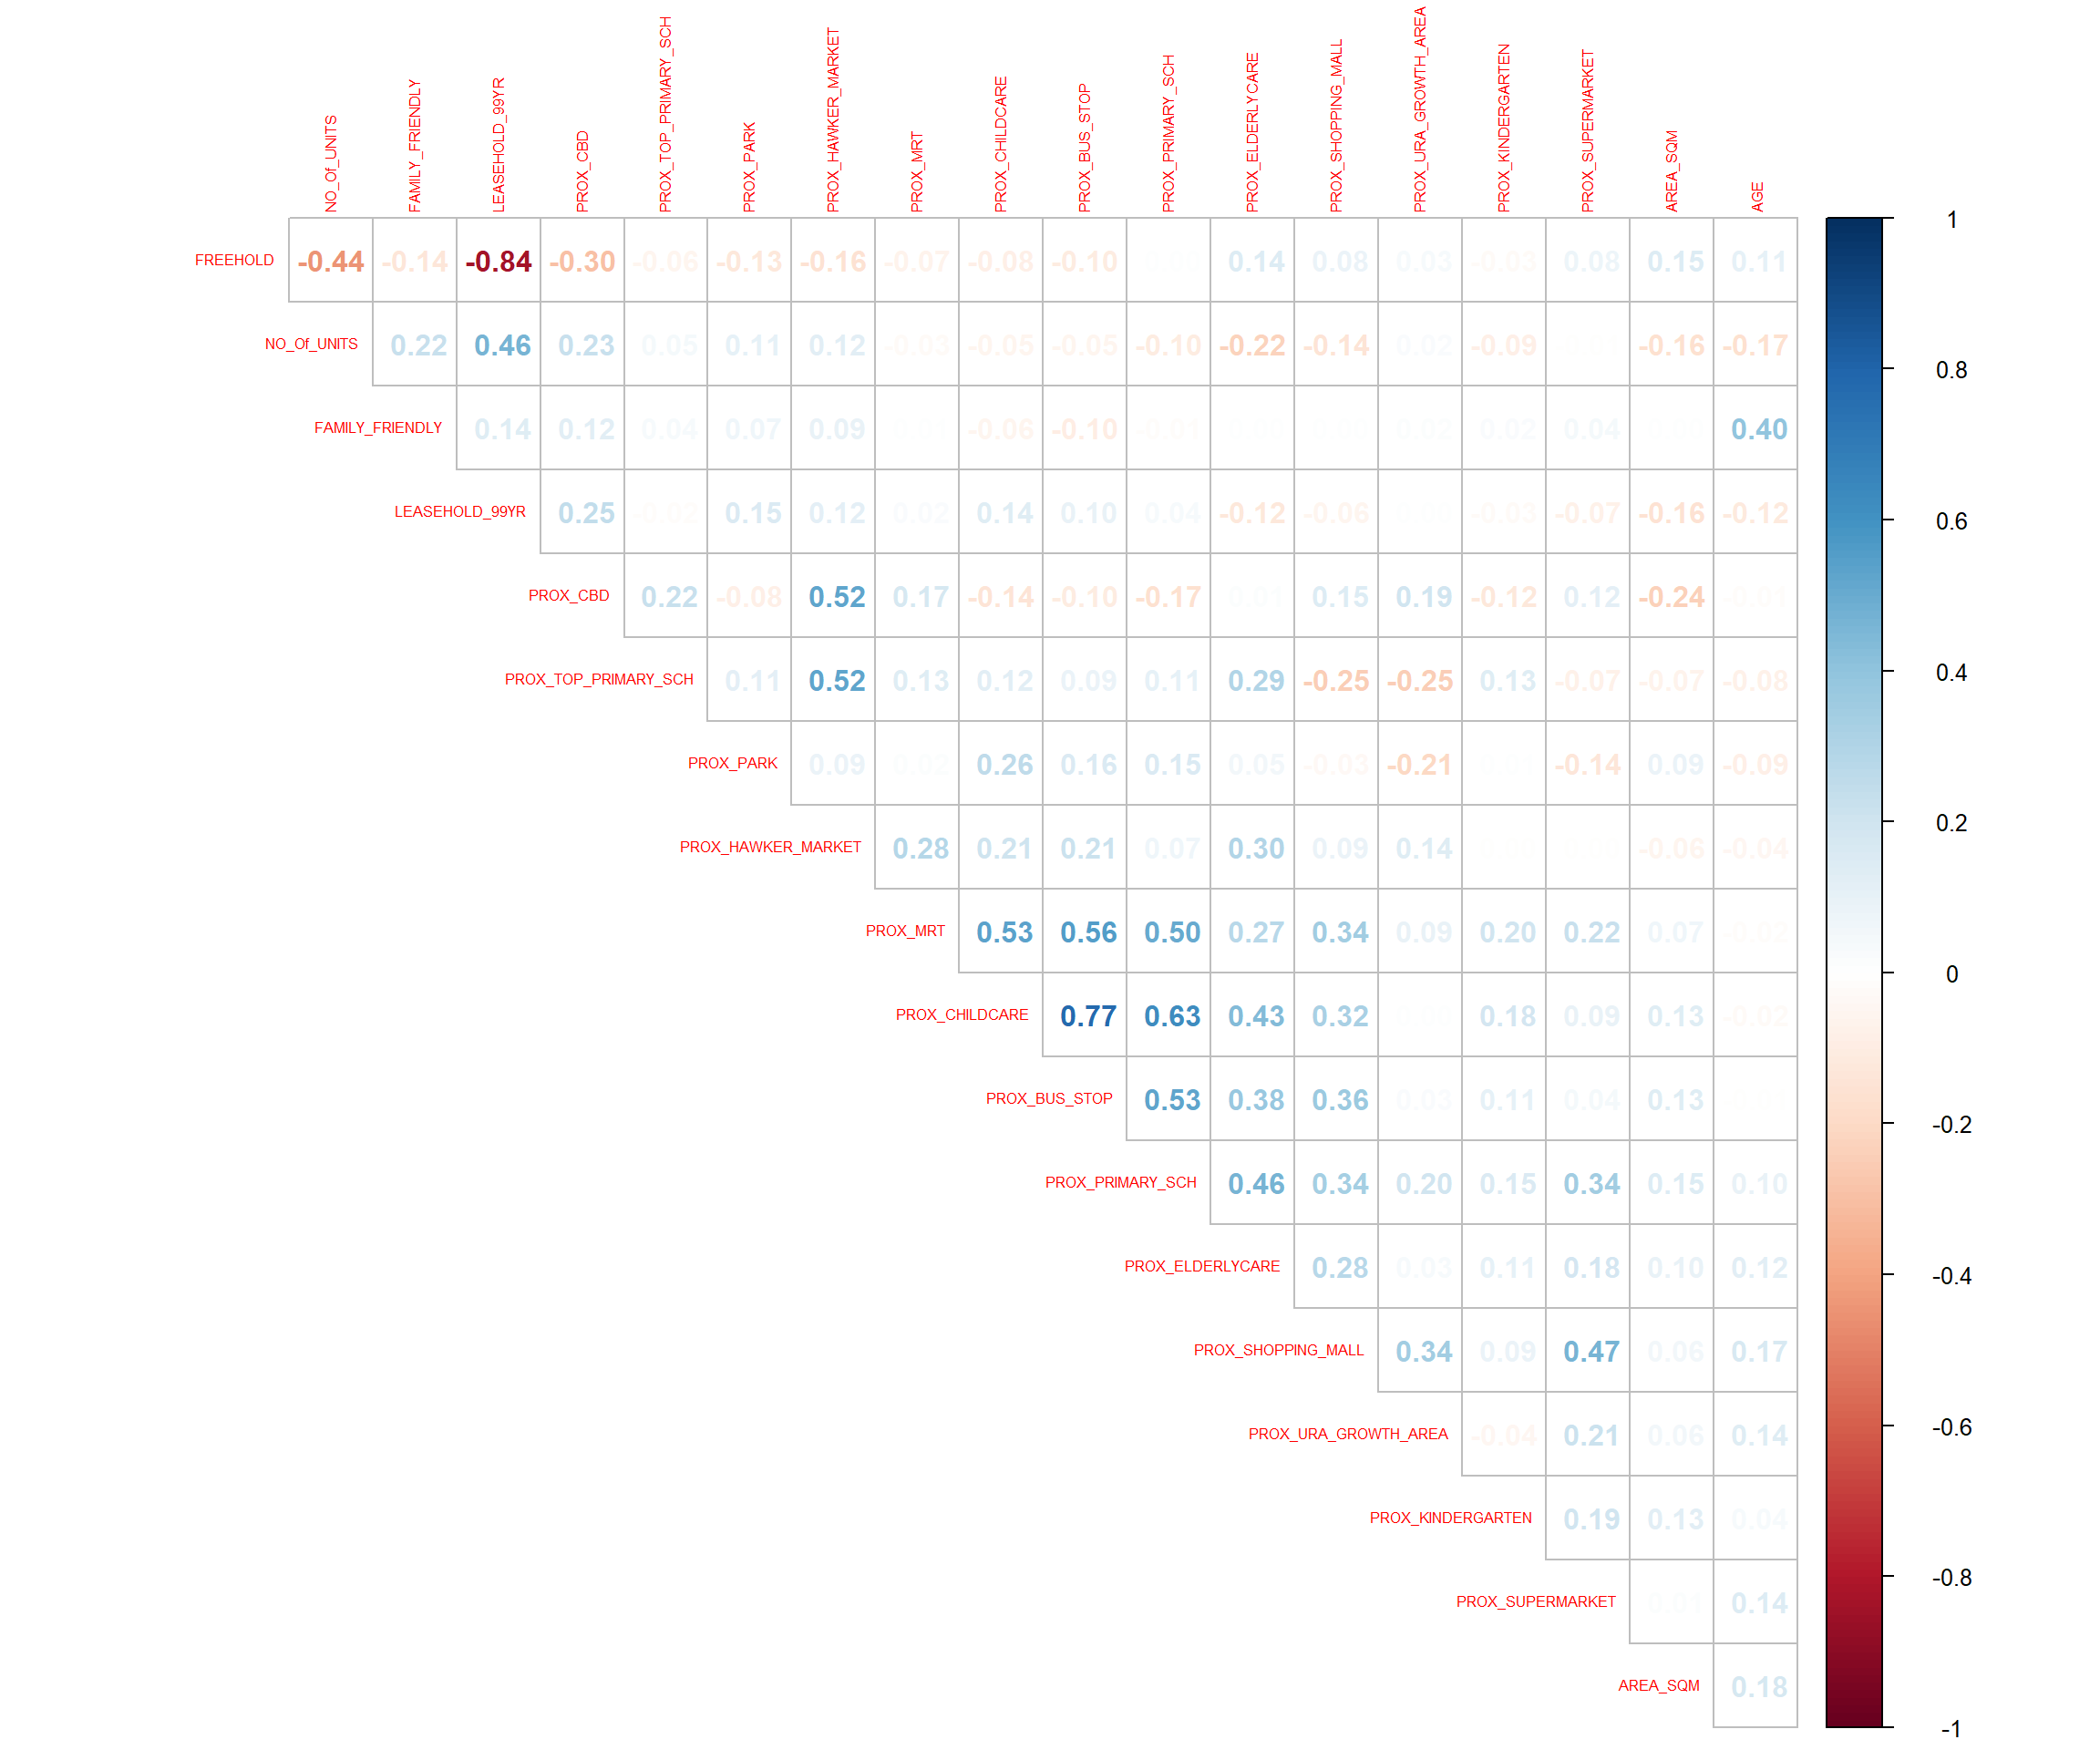 NO_Of_UNITS FAMILY_FRIENDLY LEASEHOLD_99YR PROX_CBD PROX_TOP_PRIMARY_SCH PROX_PARK PROX_HAWKER_MARKET PROX_MRT PROX_CHILDCARE PROX_BUS_STOP PROX_PRIMARY_SCH PROX_ELDERLYCARE PROX_SHOPPING_MALL PROX_URA_GROWTH_AREA PROX_KINDERGARTEN PROX_SUPERMARKET AREA_SQM AGE
FREEHOLD -0.44 -0.14 -0.84 -0.30 -0.06 -0.13 -0.16 -0.07 -0.08 -0.10 0.14 0.08 0.03 -0.03 0.08 0.15 0.11
NO_Of_UNITS 0.22 0.46 0.23 0.05 0.11 0.12 -0.03 -0.05 -0.05 -0.10 -0.22 -0.14 0.02 -0.09 -0.16 -0.17
FAMILY_FRIENDLY 0.14 0.12 0.04 0.07 0.09 -0.06 -0.10 -0.01 0.02 0.02 0.04 0.40
LEASEHOLD_99YR 0.25 -0.02 0.15 0.12 0.02 0.14 0.10 0.04 -0.12 -0.06 -0.03 -0.07 -0.16 -0.12
PROX_CBD 0.22 -0.08 0.52 0.17 -0.14 -0.10 -0.17 0.01 0.15 0.19 -0.12 0.12 -0.24 -0.01
PROX_TOP_PRIMARY_SCH 0.11 0.52 0.13 0.12 0.09 0.11 0.29 -0.25 -0.25 0.13 -0.07 -0.07 -0.08
PROX_PARK 0.09 0.02 0.26 0.16 0.15 0.05 -0.03 -0.21 -0.14 0.09 -0.09
PROX_HAWKER_MARKET 0.28 0.21 0.21 0.07 0.30 0.09 0.14 -0.06 -0.04
PROX_MRT 0.53 0.56 0.50 0.27 0.34 0.09 0.20 0.22 0.07 -0.02
PROX_CHILDCARE 0.77 0.63 0.43 0.32 0.18 0.09 0.13 -0.02
PROX_BUS_STOP 0.53 0.38 0.36 0.03 0.11 0.04 0.13
PROX_PRIMARY_SCH 0.46 0.34 0.20 0.15 0.34 0.15 0.10
PROX_ELDERLYCARE 0.28 0.03 0.11 0.18 0.10 0.12
PROX_SHOPPING_MALL 0.34 0.09 0.47 0.06 0.17
PROX_URA_GROWTH_AREA -0.04 0.21 0.06 0.14
PROX_KINDERGARTEN 0.19 0.13 0.04
PROX_SUPERMARKET 0.01 0.14
AREA_SQM 0.18
1
0.8
0.6
0.4
0.2
0
-0.2
-0.4
-0.6
-0.8
-1